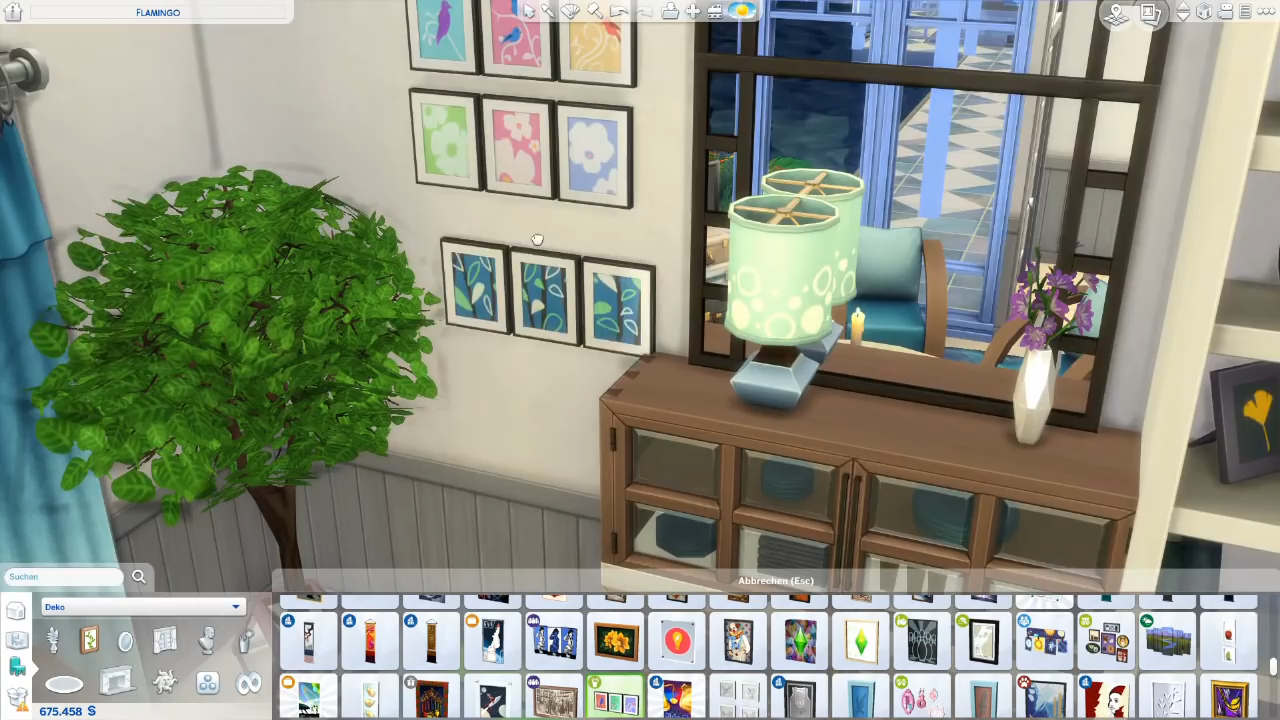 FLAMINGO
Abbrechen (Esc)
Suchen
Deko
675.458 $